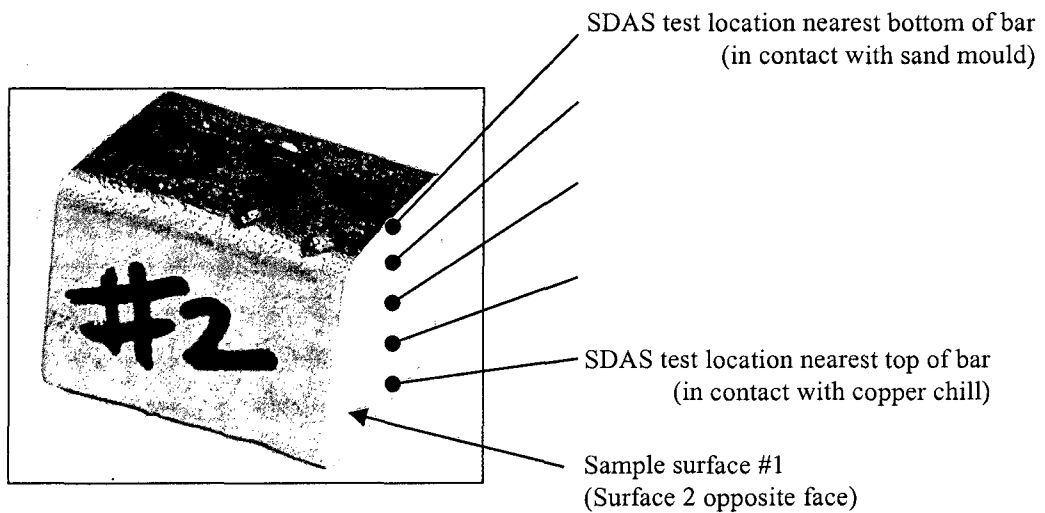 SDAS test location nearest bottom of bar
(in contact with sand mould)
#2
SDAS test location nearest top of bar
(in contact with copper chill)
Sample surface #1
(Surface 2 opposite face)